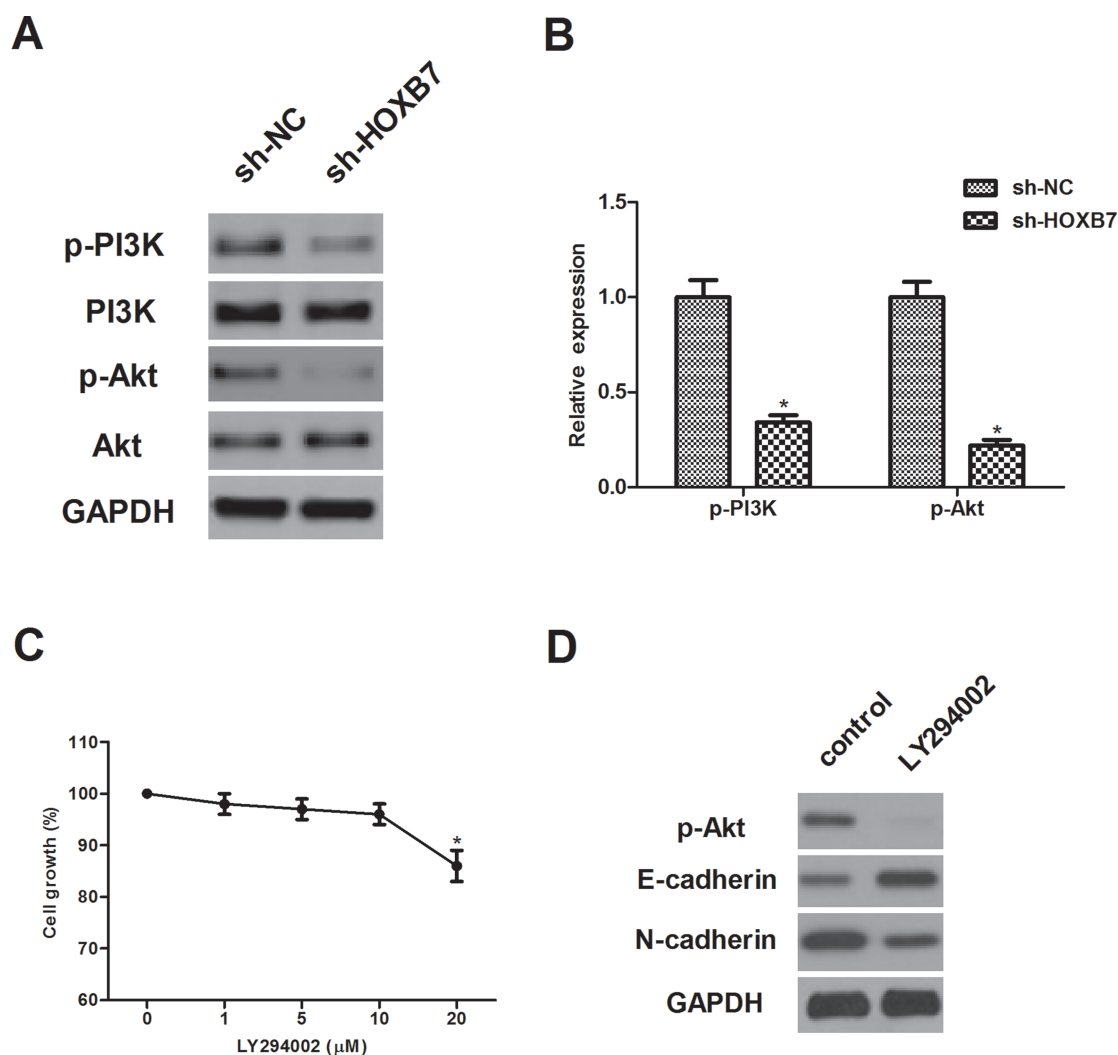 A
sh-NC
sh-HOXB7
p-PI3K
PI3K
p-Akt
Akt
GAPDH
B
sh-NC
sh-HOXB7
Relative expression
1.5
1.0
0.5
0.0
*
*
p-PI3K
p-Akt
C
Cell growth (%)
110
100
90
80
70
60
*
0
1
5
10
20
LY294002 (μM)
D
control
LY294002
p-Akt
E-cadherin
N-cadherin
GAPDH